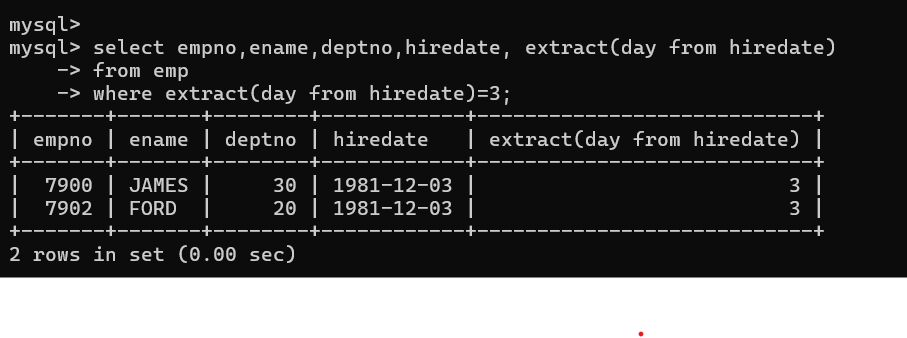 mysql>
mysql> select empno,ename,deptno,hiredate, extract(day from hiredate)
    -> from emp
    -> where extract(day from hiredate)=3;
+-------+-------+--------+------------+----------------------------+
| empno | ename | deptno | hiredate   | extract(day from hiredate) |
+-------+-------+--------+------------+----------------------------+
|  7900 | JAMES |     30 | 1981-12-03 |                          3 |
|  7902 | FORD  |     20 | 1981-12-03 |                          3 |
+-------+-------+--------+------------+----------------------------+
2 rows in set (0.00 sec)